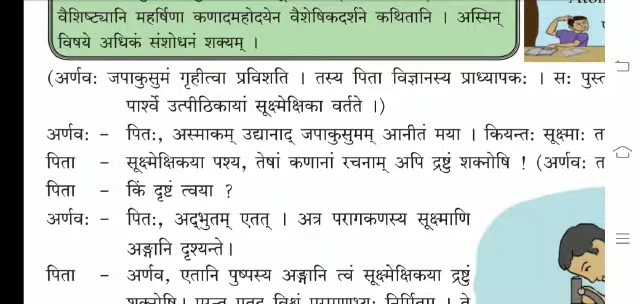 वैशिष्ट्यानि महर्षिणा कणादमहोदयेन वैशेषिकदर्शने कथितानि । अस्मिन्
विषये अधिकं संशोधनं शक्यम् ।
(अर्णव: जपाकुसुमं गृहीत्वा प्रविशति । तस्य पिता विज्ञानस्य प्राध्यापक: । स:
पार्श्वे उत्पीठिकायां सूक्ष्मेक्षिका वर्तते ।)
अर्णव: – पित:, अस्माकम् उद्यानाद् जपाकुसुमम् आनीतं मया । कियन्त: सूक्ष्मा:
पिता – सूक्ष्मेक्षिकया पश्य, तेषां कणानां रचनाम् अपि द्रष्टुं शक्नोषि ! (अर्णव:
पिता – किं दृष्टं त्वया ?
अर्णव: – पित:, अद्भुतम् एतत् । अत्र परागकणस्य सूक्ष्माणि
अङ्गानि दृश्यन्ते ।
पिता – अर्णव, एतानि पुष्पस्य अङ्गानि त्वं सूक्ष्मेक्षिकया द्रष्टुं